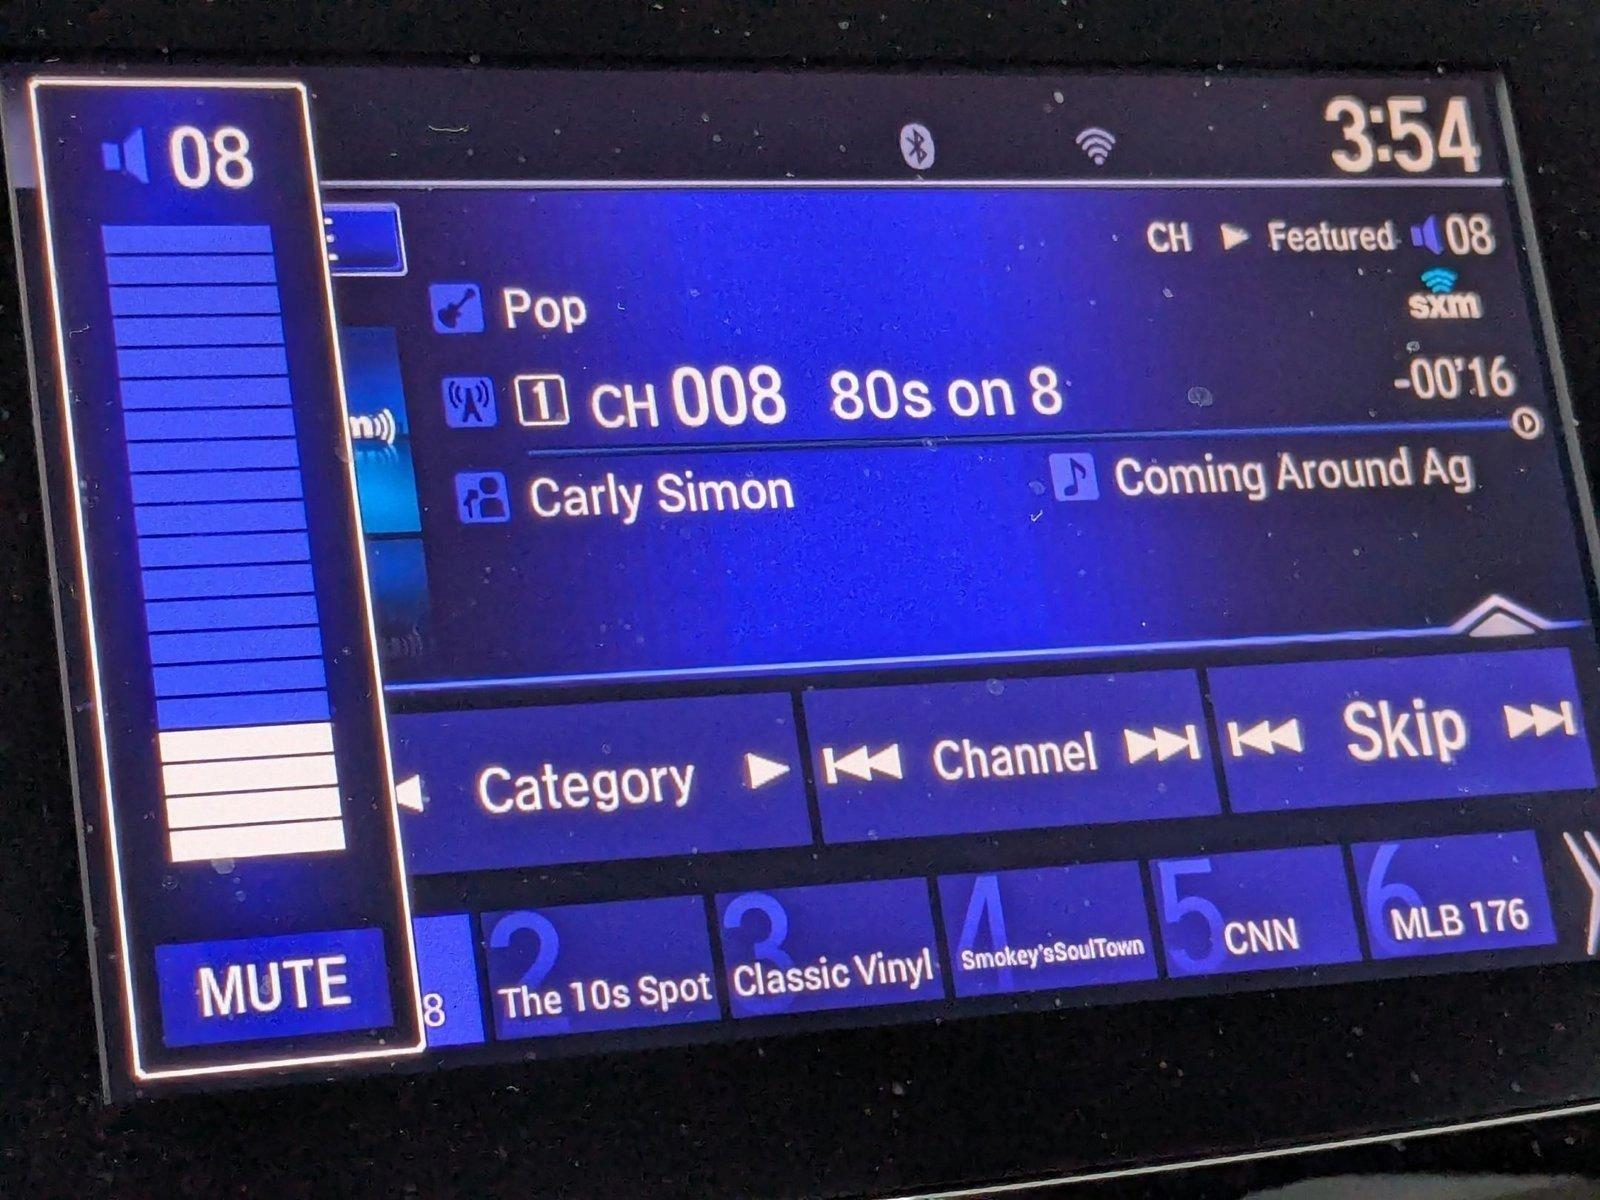 08
3:54
CH ▶ Featured 08
sxm
Pop
1 CH 008 80s on 8
-00'16
Carly Simon
Coming Around Ag
Category
Channel
Skip
8
2 The 10s Spot
3 Classic Vinyl
4 Smokey'sSoulTown
5 CNN
6 MLB 176
MUTE